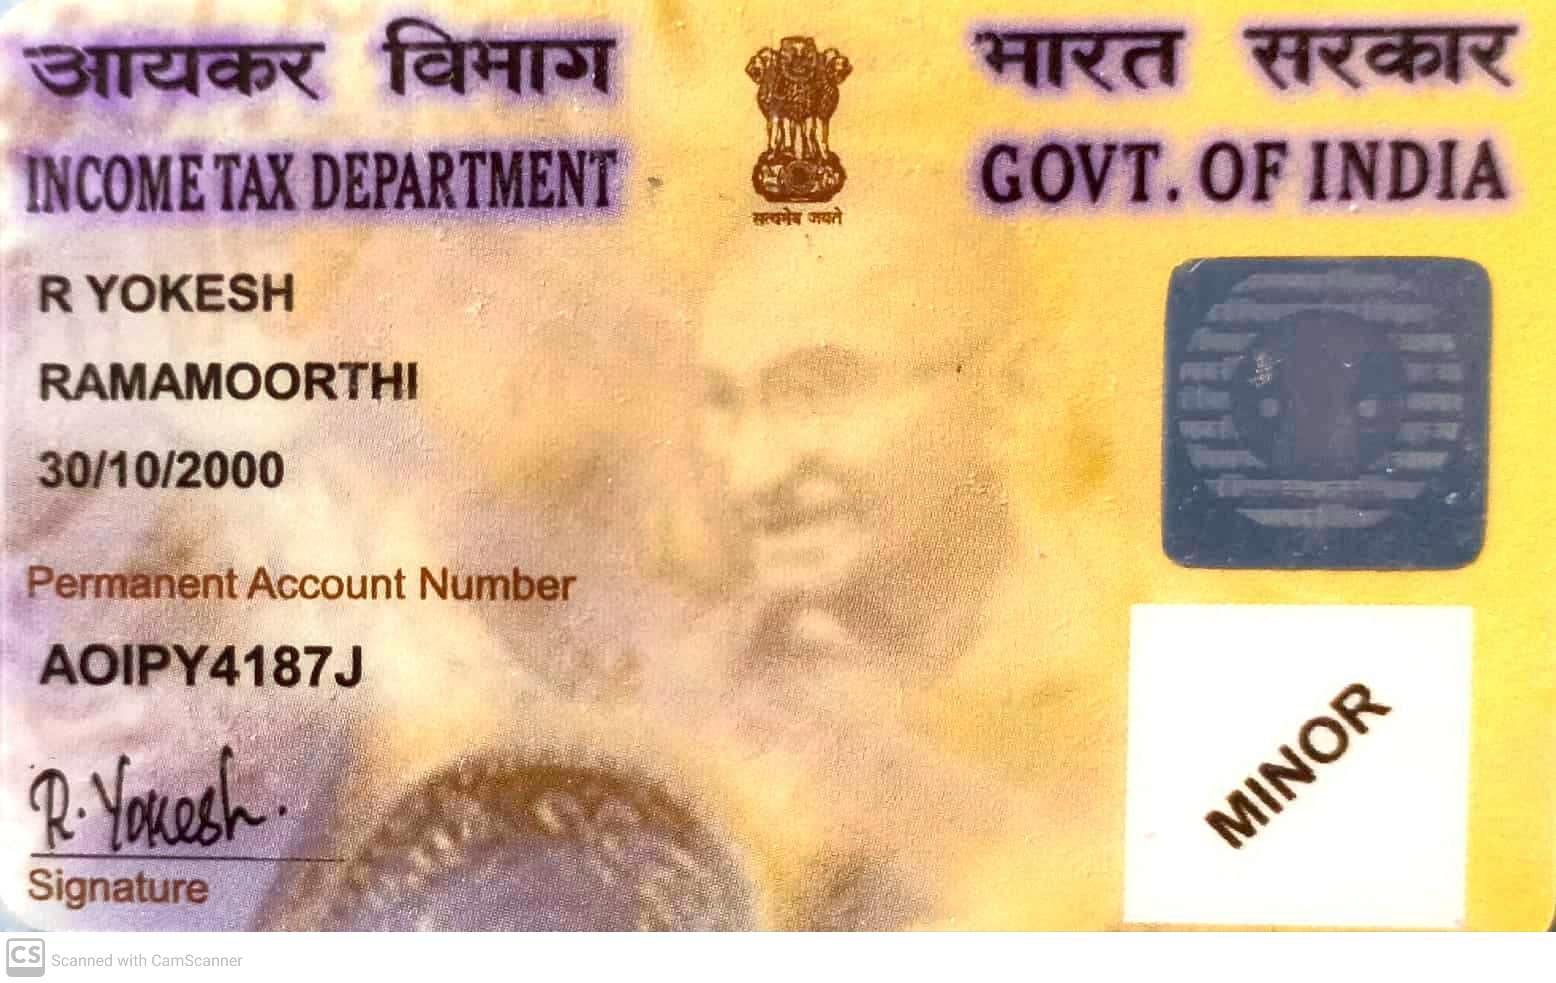 आयकर विभाग
INCOME TAX DEPARTMENT
सत्यमेव जयते
भारत सरकार
GOVT. OF INDIA
R YOKESH
RAMAMOORTHI
30/10/2000
Permanent Account Number
AOIPY4187J
R. Yokesh.
Signature
MINOR
CS Scanned with CamScanner